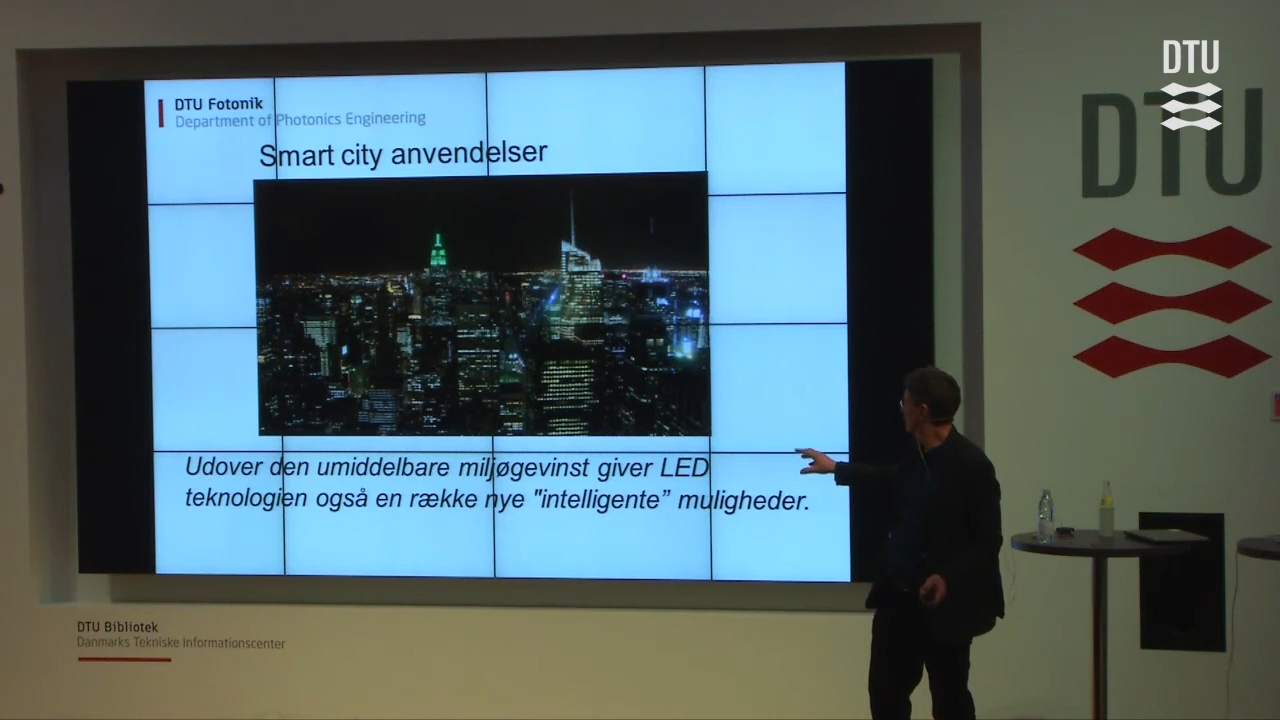 DTU
DTU
DTU Fotonik
Department of Photonics Engineering
Smart city anvendelser
Udover den umiddelbare miljøgevinst giver LED
teknologien også en række nye "intelligente” muligheder.
DTU Bibliotek
Danmarks Tekniske Informationscenter